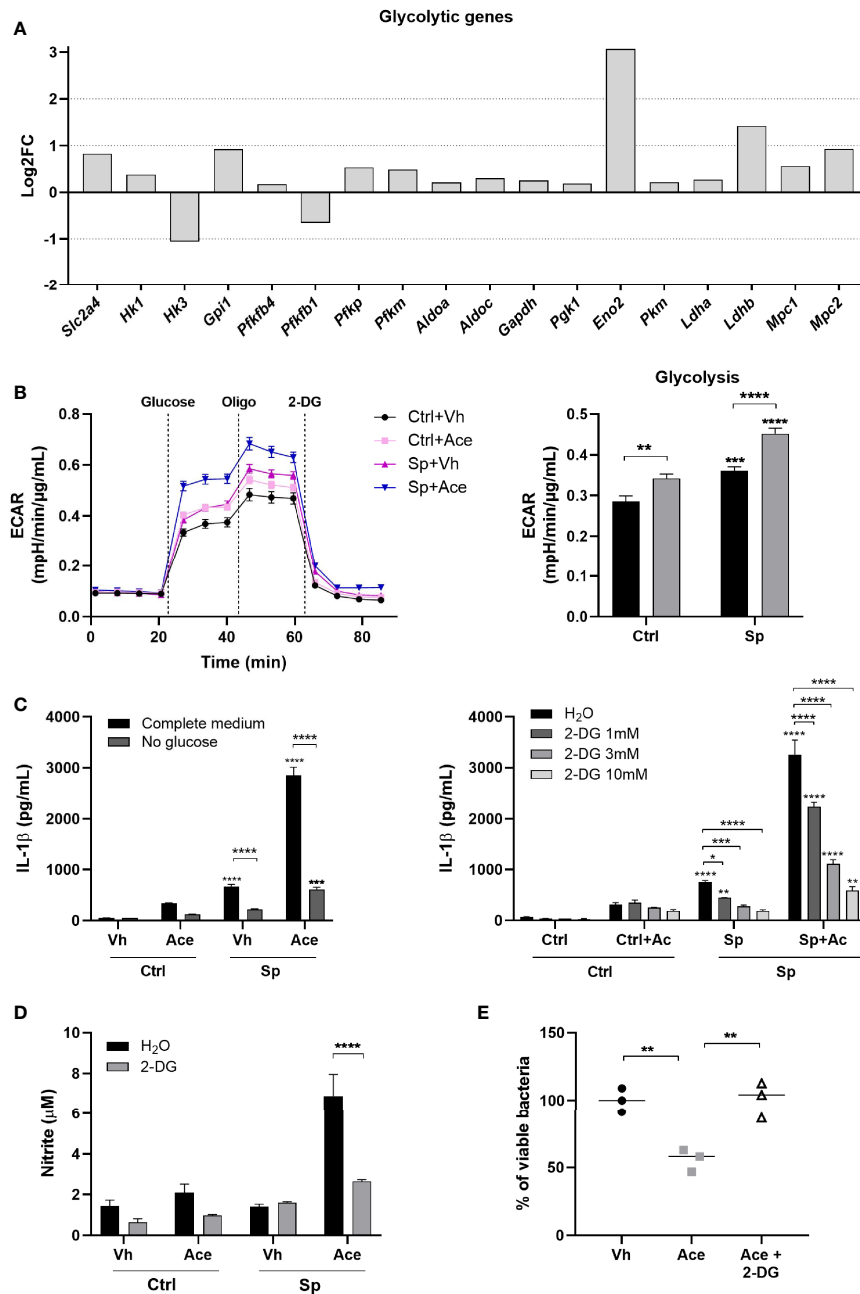 A
Glycolytic genes
Log2FC
3
2
1
0
-1
-2
Slc2a4
Hk1
Hk3
Gpi1
Pfkfb4
Pfkfb1
Pfkp
Pfkm
Aldoa
Aldoc
Gapdh
Pgk1
Eno2
Pkm
Ldha
Ldhb
Mpc1
Mpc2
B
Glucose Oligo 2-DG
ECAR
(mpH/min/µg/mL)
0.8
0.6
0.4
0.2
0.0
0 20 40 60 80
Time (min)
Ctrl+Vh
Ctrl+Ace
Sp+Vh
Sp+Ace
Glycolysis
ECAR
(mpH/min/µg/mL)
0.5
0.4
0.3
0.1
0.0
**
****
***
****
Ctrl Sp
C
IL-1β (pg/mL)
4000
3000
2000
1000
0
Complete medium
No glucose
****
****
****
****
***
Vh Ace Vh Ace
Ctrl Sp
IL-1β (pg/mL)
4000
3000
2000
1000
0
H₂O
2-DG 1mM
2-DG 3mM
2-DG 10mM
****
***
*
****
**
****
****
****
****
****
****
**
Ctrl Ctrl+Ac Sp Sp+Ac
Ctrl Sp
D
Nitrite (µM)
10
8
6
4
2
0
H₂O
2-DG
****
Vh Ace Vh Ace
Ctrl Sp
E
% of viable bacteria
150
100
50
0
**
**
Vh Ace Ace +
2-DG